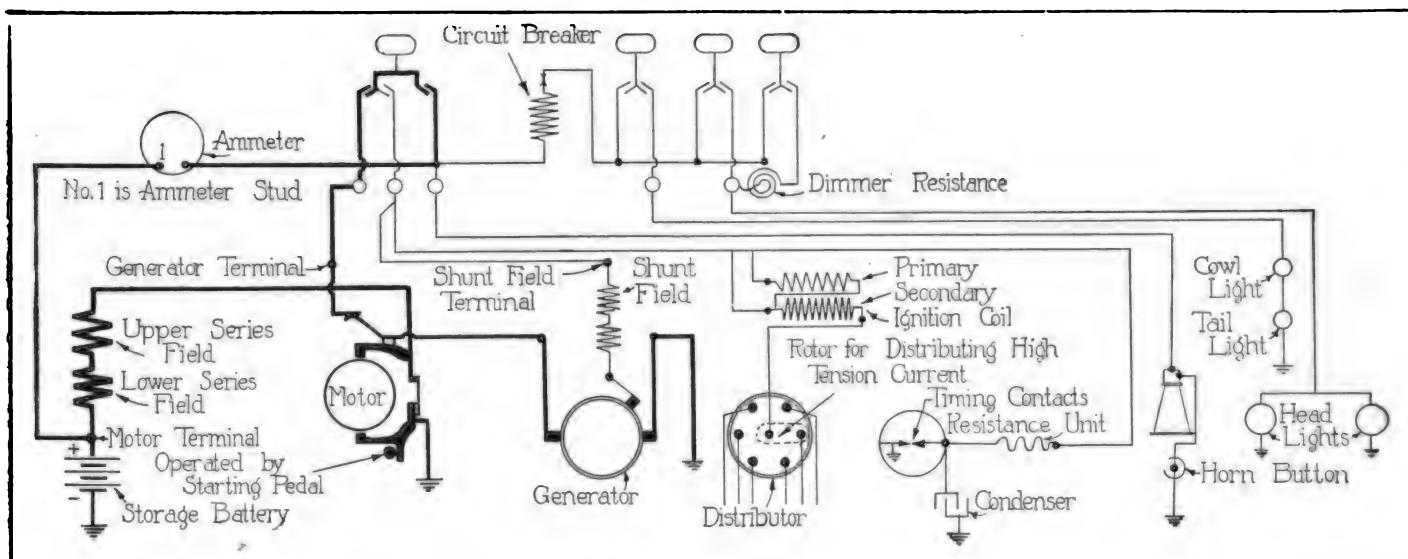 Circuit Breaker
1
Ammeter
No.1 is Ammeter Stud
Dimmer Resistance
Generator Terminal
Shunt Field
Terminal
Shunt
Field
Primary
Secondary
Ignition Coil
Cowl
Light
Tail
Light
Upper Series
Field
Lower Series
Field
Motor
Rotor for Distributing High
Tension Current
Timing Contacts
Resistance Unit
Head
Lights
+
Motor Terminal
Operated by
Starting Pedal
-
Storage Battery
Generator
Distributor
Condenser
Horn Button